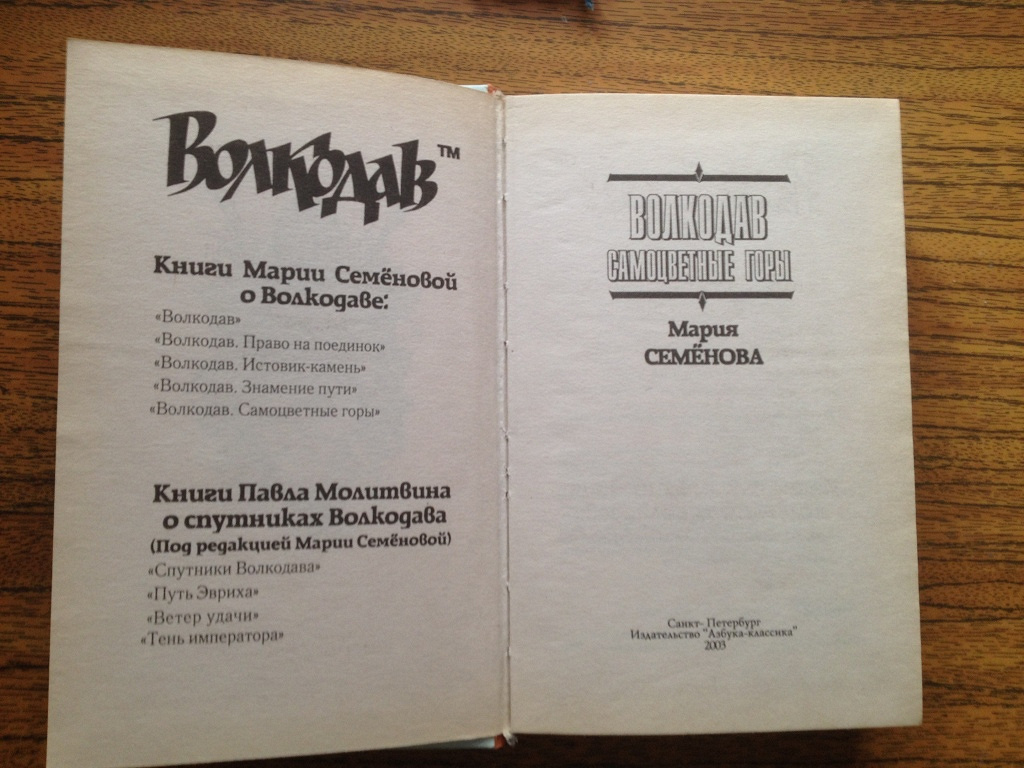 Волкодав™
Книги Марии Семёновой
о Волкодаве:
«Волкодав»
«Волкодав. Право на поединок»
«Волкодав. Истовик-камень»
«Волкодав. Знамение пути»
«Волкодав. Самоцветные горы»
Книги Павла Молитвина
о спутниках Волкодава
(Под редакцией Марии Семёновой)
«Спутники Волкодава»
«Путь Эвриха»
«Ветер удачи»
«Тень императора»
ВОЛКОДАВ
САМОЦВЕТНЫЕ ГОРЫ
Мария
СЕМЁНОВА
Санкт- Петербург
Издательство "Азбука-классика"
2003